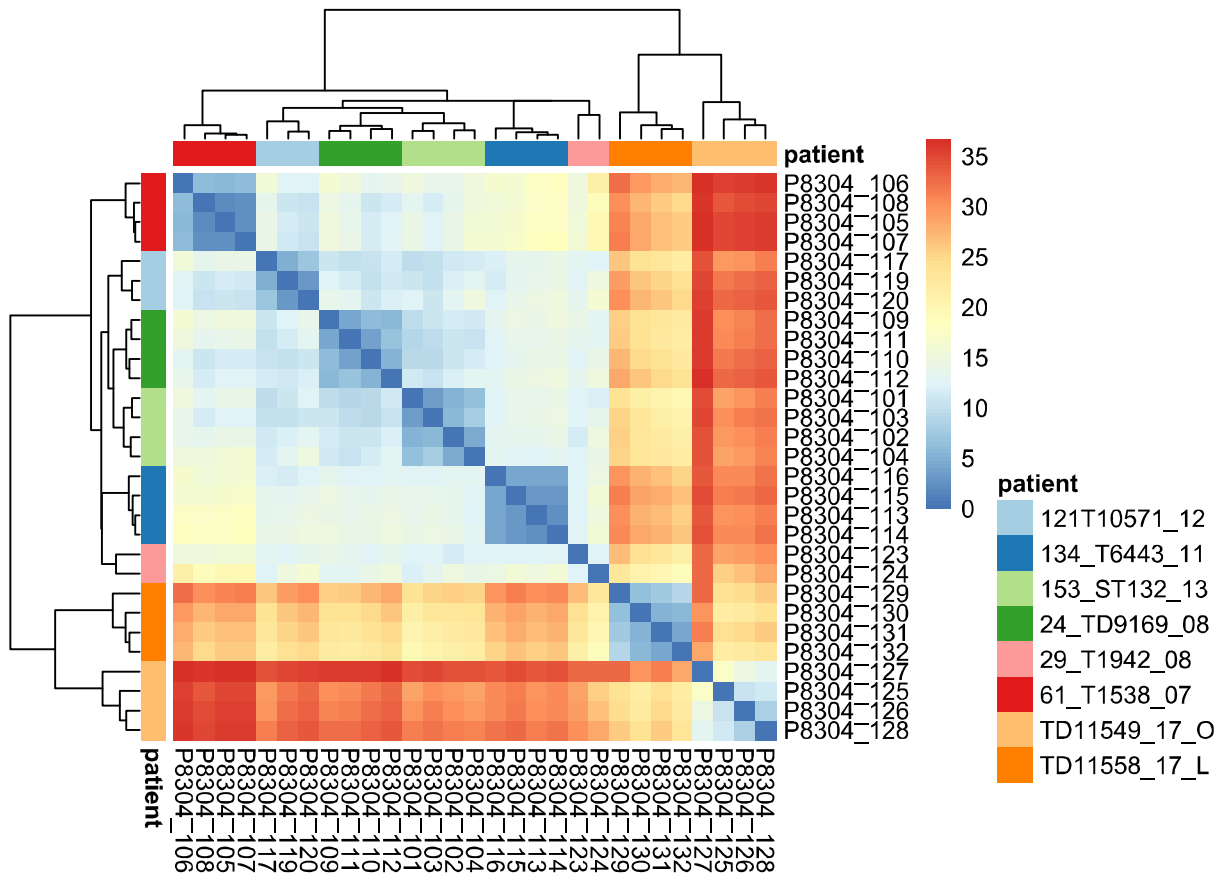 patient
P8304_106
P8304_108
P8304_105
P8304_107
P8304_117
P8304_119
P8304_120
P8304_109
P8304_111
P8304_110
P8304_112
P8304_101
P8304_103
P8304_102
P8304_104
P8304_116
P8304_115
P8304_113
P8304_114
P8304_123
P8304_124
P8304_129
P8304_130
P8304_131
P8304_132
P8304_127
P8304_125
P8304_126
P8304_128
35
30
25
20
15
10
5
0
patient
121T10571_12
134_T6443_11
153_ST132_13
24_TD9169_08
29_T1942_08
61_T1538_07
TD11549_17_O
TD11558_17_L
patient
P8304_106
P8304_108
P8304_105
P8304_107
P8304_117
P8304_119
P8304_120
P8304_109
P8304_111
P8304_110
P8304_112
P8304_101
P8304_103
P8304_102
P8304_104
P8304_116
P8304_115
P8304_113
P8304_114
P8304_123
P8304_124
P8304_129
P8304_130
P8304_131
P8304_132
P8304_127
P8304_125
P8304_126
P8304_128